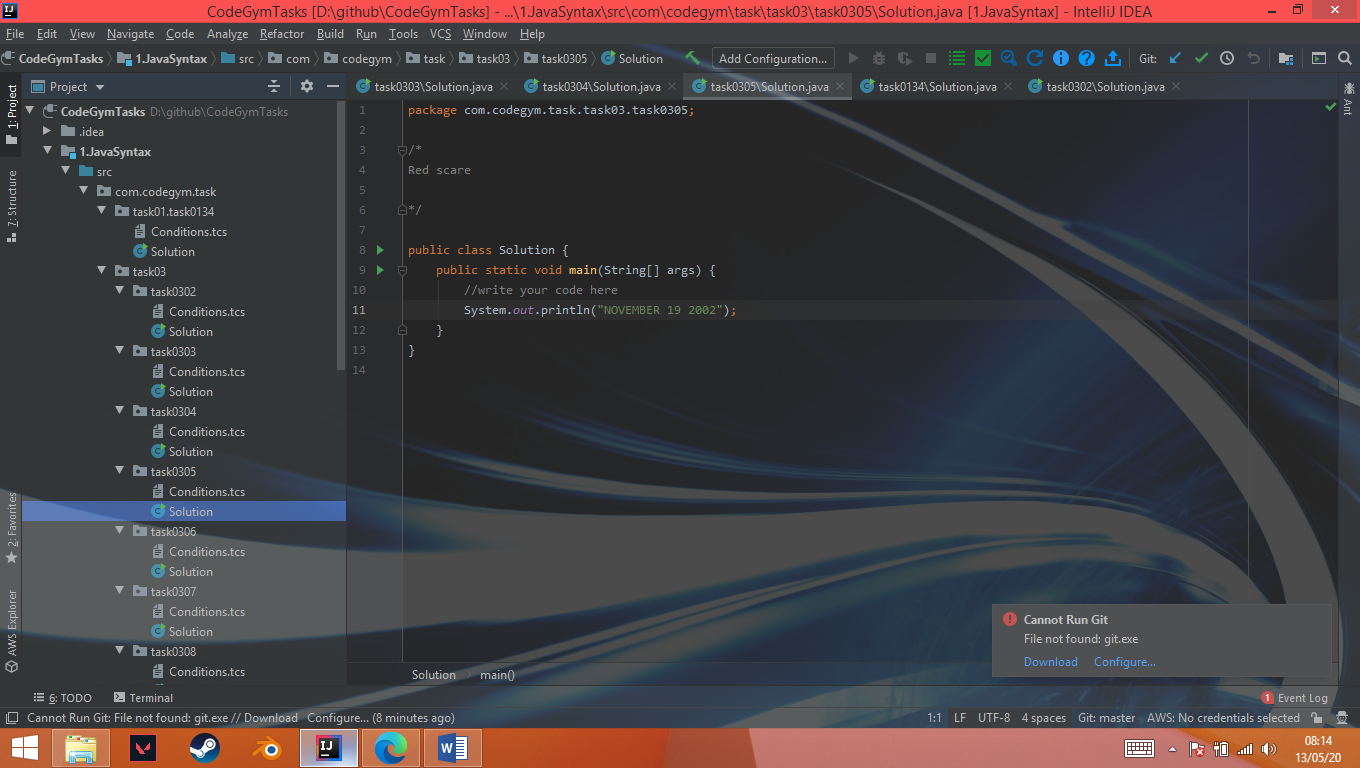 CodeGymTasks [D:\github\CodeGymTasks] - ...\1.JavaSyntax\src\com\codegym\task\task03\task0305\Solution.java [1.JavaSyntax] - IntelliJ IDEA
File Edit View Navigate Code Analyze Refactor Build Run Tools VCS Window Help
CodeGymTasks 1.JavaSyntax src com codegym task task03 task0305 Solution Add Configuration... Git:
Project task0303\Solution.java task0304\Solution.java task0305\Solution.java task0134\Solution.java task0302\Solution.java
1: Project
7: Structure
2: Favorites
AWS Explorer
Ant
CodeGymTasks D:\github\CodeGymTasks
.idea
1.JavaSyntax
src
com.codegym.task
task01.task0134
Conditions.tcs
Solution
task03
task0302
Conditions.tcs
Solution
task0303
Conditions.tcs
Solution
task0304
Conditions.tcs
Solution
task0305
Conditions.tcs
Solution
task0306
Conditions.tcs
Solution
task0307
Conditions.tcs
Solution
task0308
Conditions.tcs
1 package com.codegym.task.task03.task0305;
2
3 /*
4 Red scare
5
6 */
7
8 public class Solution {
9 public static void main(String[] args) {
10 //write your code here
11 System.out.println("NOVEMBER 19 2002");
12 }
13 }
14
Cannot Run Git
File not found: git.exe
Download Configure...
Solution main()
6: TODO Terminal 1 Event Log
Cannot Run Git: File not found: git.exe // Download Configure... (8 minutes ago) 1:1 LF UTF-8 4 spaces Git: master AWS: No credentials selected
08:14
13/05/20